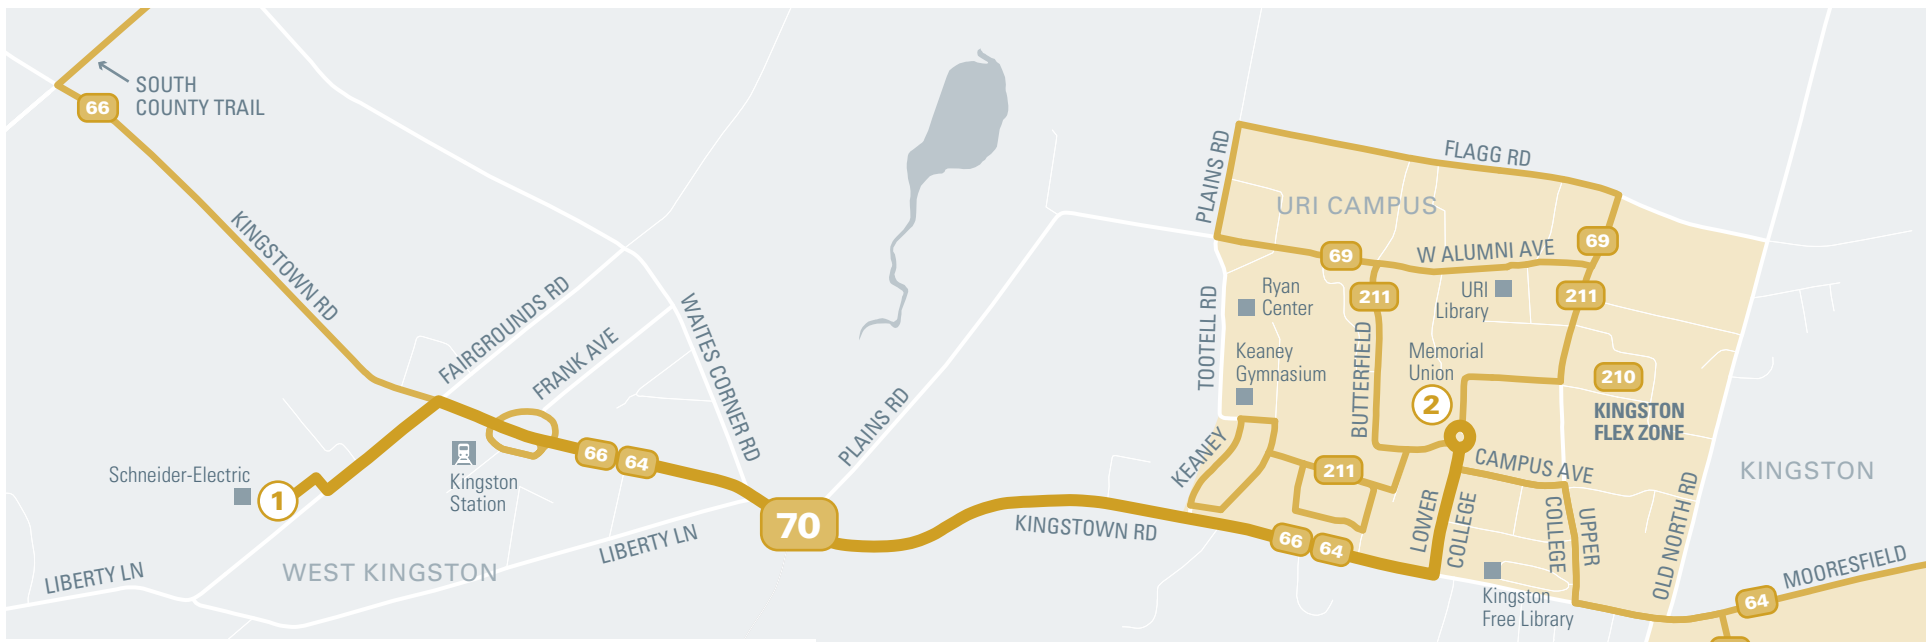 SOUTH
COUNTY TRAIL
66
KINGSTOWN RD
FAIRGROUNDS RD
FRANK AVE
WAITES CORNER RD
PLAINS RD
Schneider-Electric
1
Kingston
Station
66
64
70
LIBERTY LN
WEST KINGSTON
LIBERTY LN
KINGSTOWN RD
PLAINS RD
FLAGG RD
URI CAMPUS
69
W ALUMNI AVE
69
TOOTELL RD
Ryan
Center
211
URI
Library
211
Keaney
Gymnasium
BUTTERFIELD
Memorial
Union
2
210
KINGSTON
FLEX ZONE
KEANEY
211
CAMPUS AVE
KINGSTON
66
64
LOWER
COLLEGE
UPPER
COLLEGE
OLD NORTH RD
Kingston
Free Library
64
MOORESFIELD